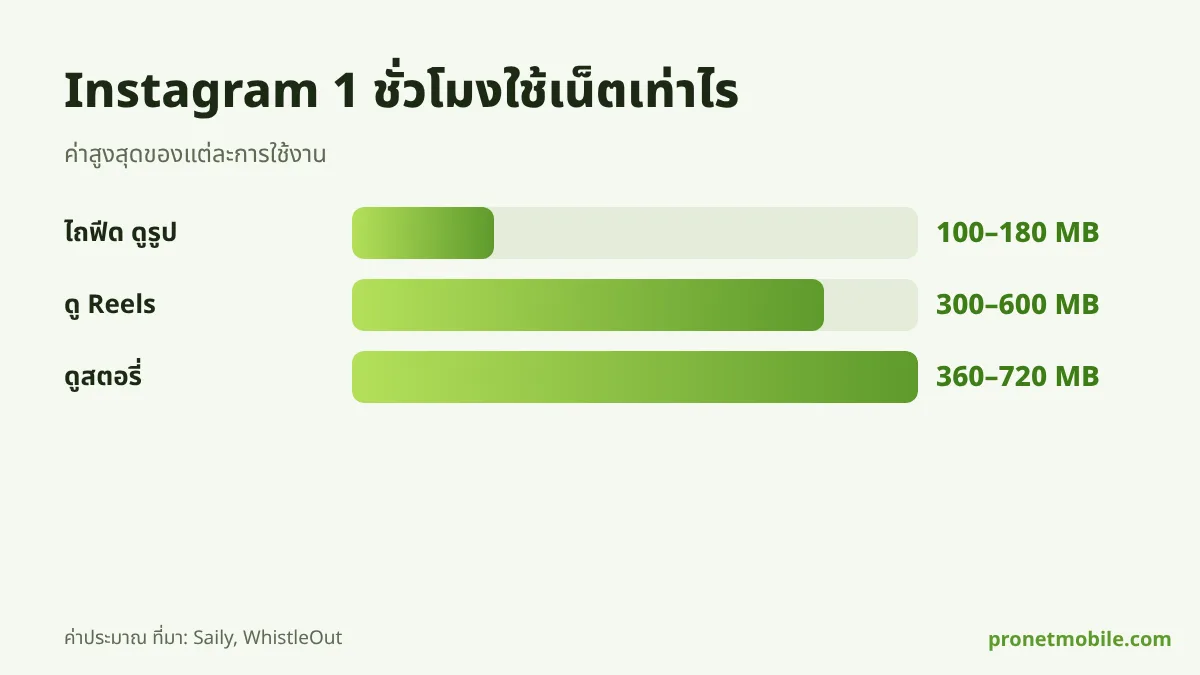 Instagram 1 ชั่วโมงใช้เน็ตเท่าไร
ค่าสูงสุดของแต่ละการใช้งาน
ไถฟีด ดูรูป 100–180 MB
ดู Reels 300–600 MB
ดูสตอรี่ 360–720 MB
ค่าประมาณ ที่มา: Saily, WhistleOut
pronetmobile.com